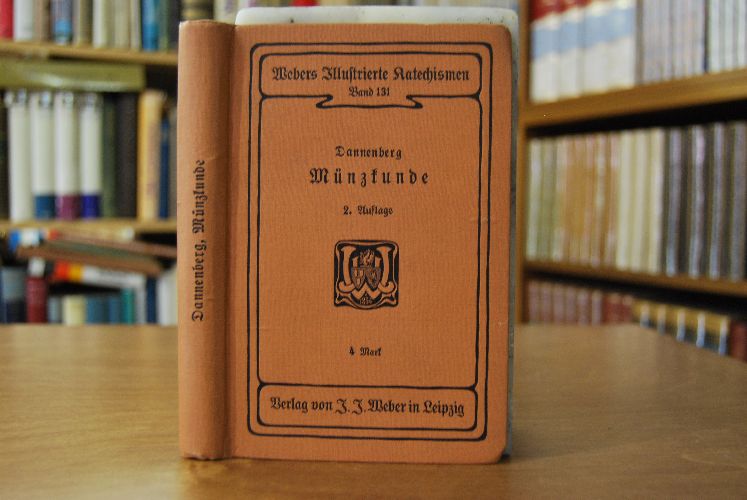 Webers Illustrierte Katechismen
Band 131
Dannenberg
Münzkunde
2. Auflage
4 Mark
Verlag von J. J. Weber in Leipzig
Dannenberg, Münzkunde